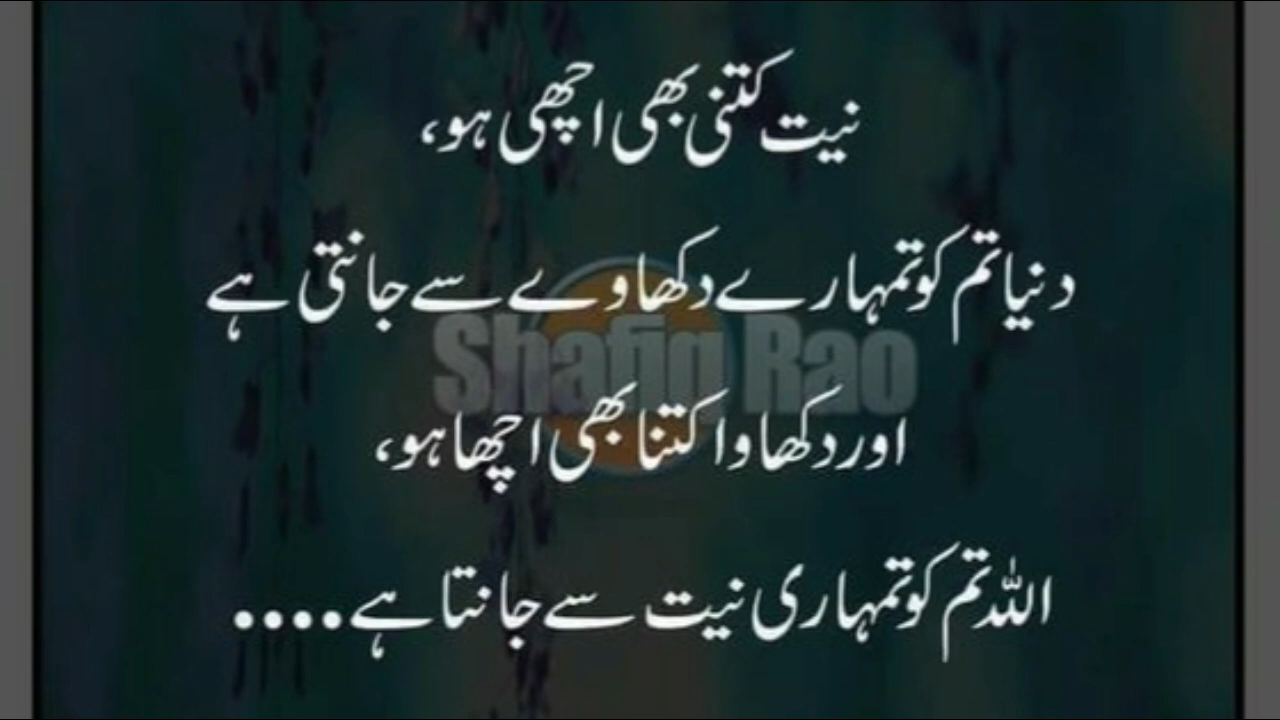 نیت کتنی بھی اچھی ہو،
دنیا تم کو تمہارے دکھاوے سے جانتی ہے
Shafiq Rao
اور دکھاوا کتنا بھی اچھا ہو،
اللہ تم کو تمہاری نیت سے جانتا ہے....